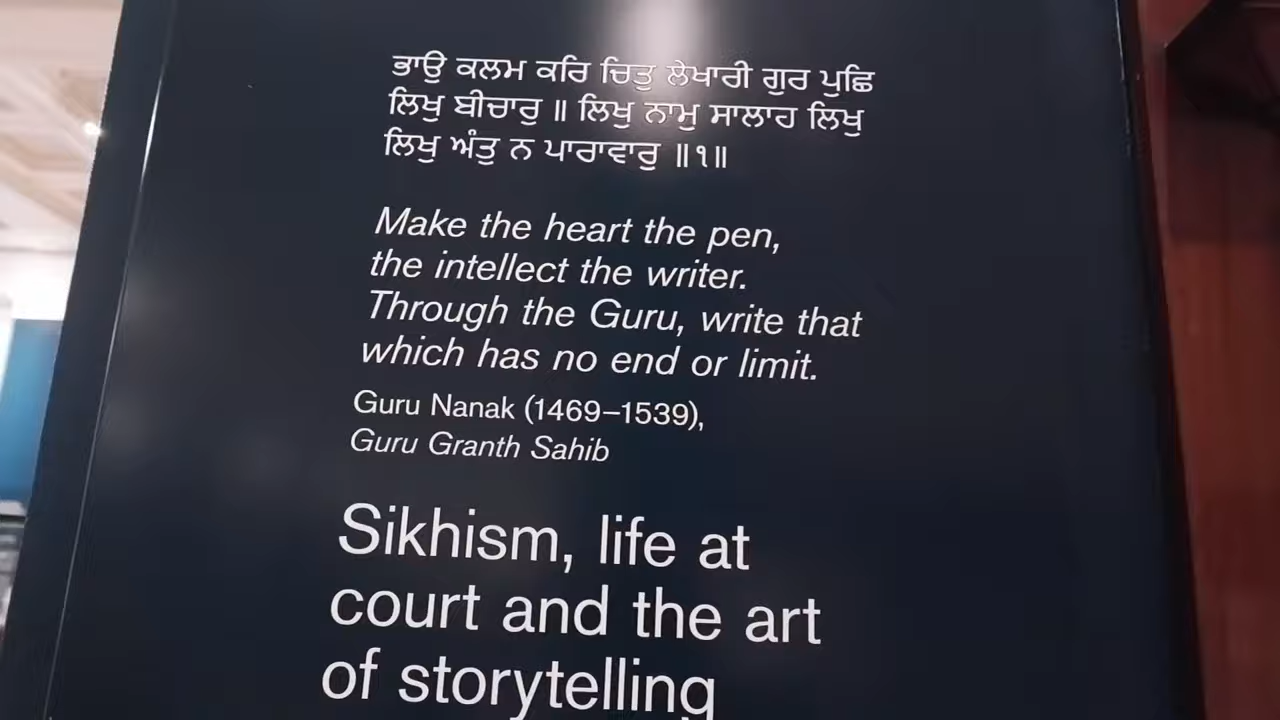 ਭਾਉ ਕਲਮ ਕਰਿ ਚਿਤੁ ਲੇਖਾਰੀ ਗੁਰ ਪੁਛਿ
ਲਿਖੁ ਬੀਚਾਰੁ ॥ ਲਿਖੁ ਨਾਮੁ ਸਾਲਾਹ ਲਿਖੁ
ਲਿਖੁ ਅੰਤੁ ਨ ਪਾਰਾਵਾਰੁ ॥੧॥
Make the heart the pen,
the intellect the writer.
Through the Guru, write that
which has no end or limit.
Guru Nanak (1469–1539),
Guru Granth Sahib
Sikhism, life at
court and the art
of storytelling